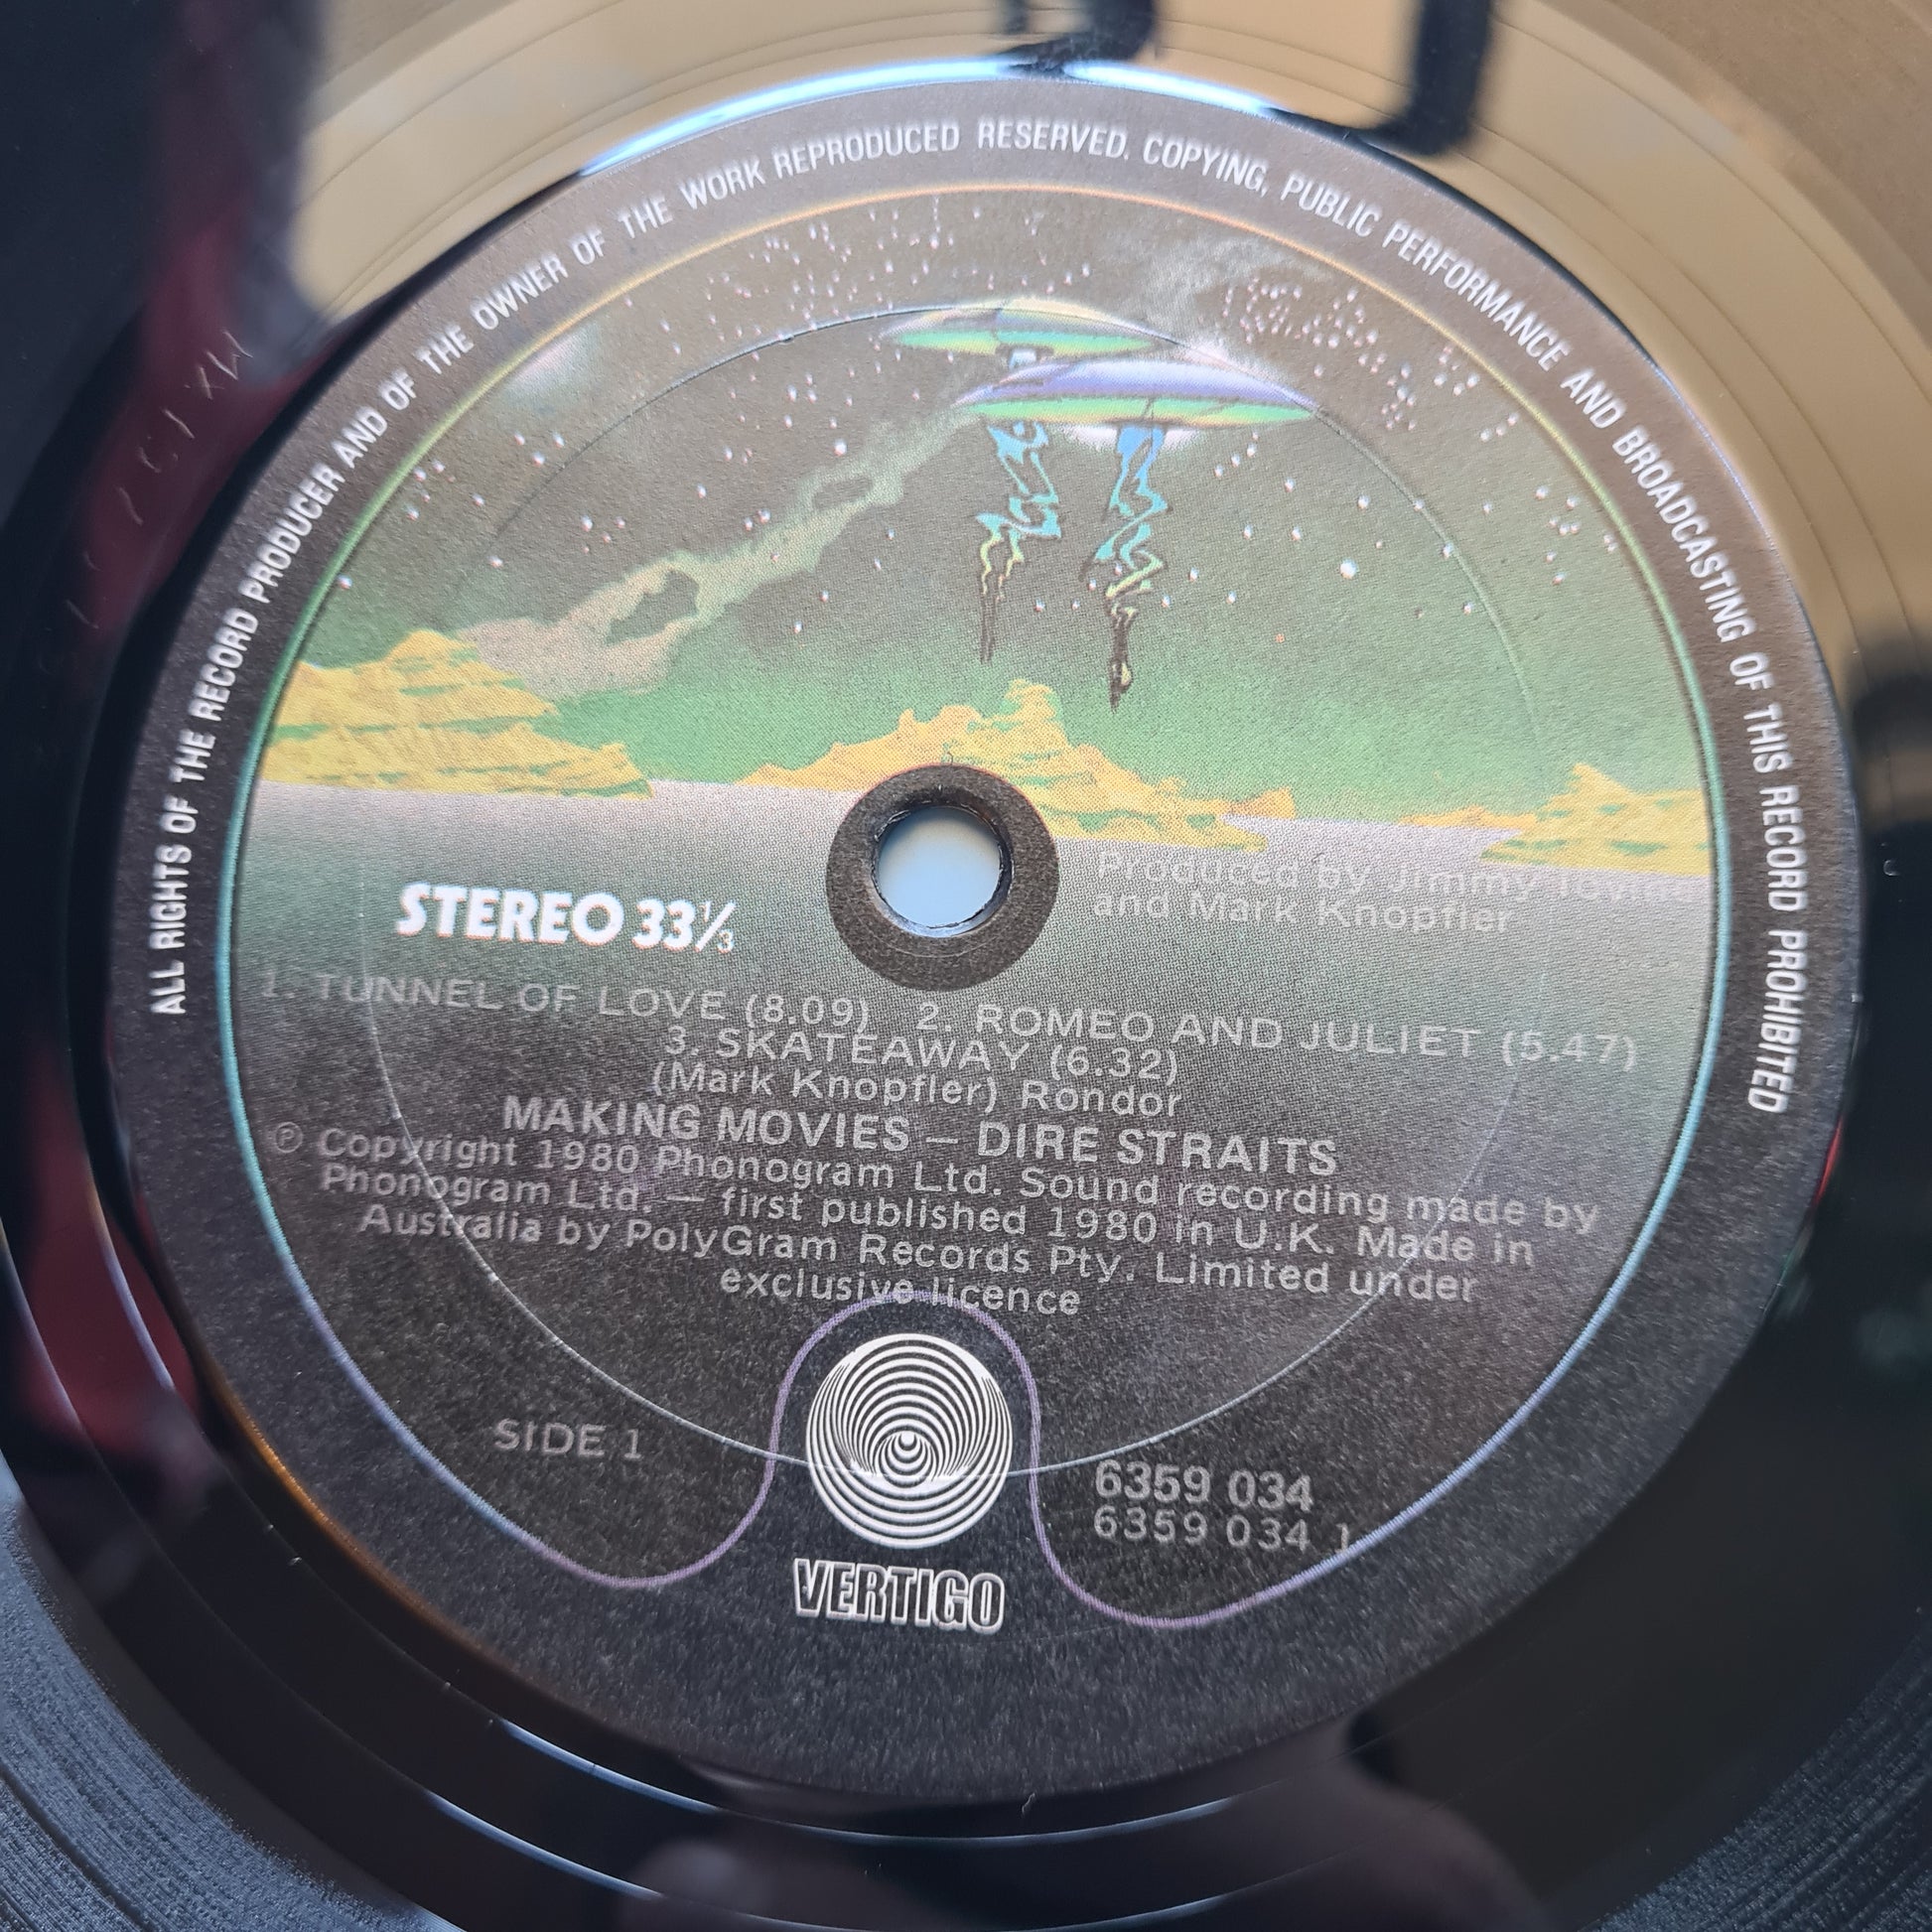 ALL RIGHTS OF THE RECORD PRODUCER AND OF THE OWNER OF THE WORK REPRODUCED RESERVED. COPYING, PUBLIC PERFORMANCE AND BROADCASTING OF THIS RECORD PROHIBITED
Produced by Jimmy Iovine
and Mark Knopfler
STEREO 33⅓
1. TUNNEL OF LOVE (8.09) 2. ROMEO AND JULIET (5.47)
3. SKATEAWAY (6.32)
(Mark Knopfler) Rondor
MAKING MOVIES — DIRE STRAITS
Ⓟ Copyright 1980 Phonogram Ltd. Sound recording made by
Phonogram Ltd. — first published 1980 in U.K. Made in
Australia by PolyGram Records Pty. Limited under
exclusive licence
SIDE 1
6359 034
6359 034 1
VERTIGO